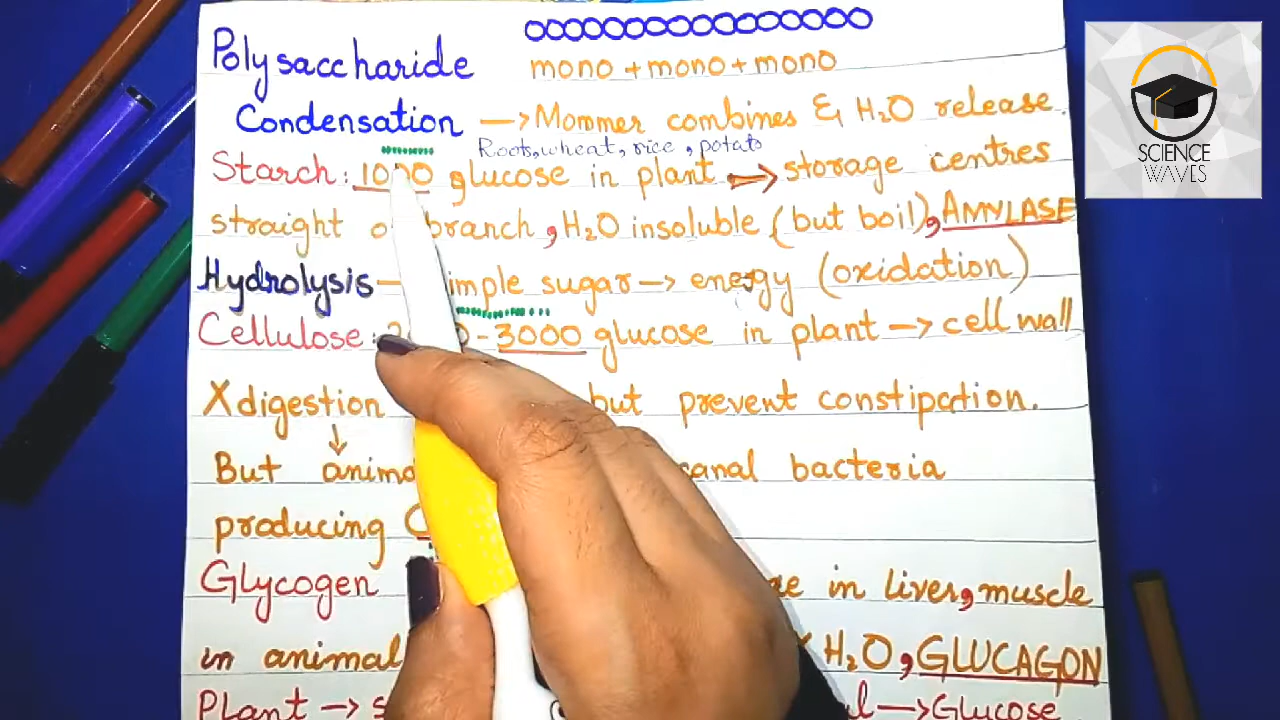 Polysaccharide mono + mono + mono
Condensation → Mommer combines & H₂O release.
Roots, wheat, rice, potato
Starch: 1000 glucose in plant → storage centres
straight branch, H₂O insoluble (but boil), AMYLASE
Hydrolysis simple sugar → energy (oxidation)
Cellulose: - 3000 glucose in plant → cell wall
X digestion but prevent constipation.
But canal bacteria
producing
Glycogen in liver, muscle
in animal H₂O, GLUCAGON
Plant → → Glucose
SCIENCE
WAVES